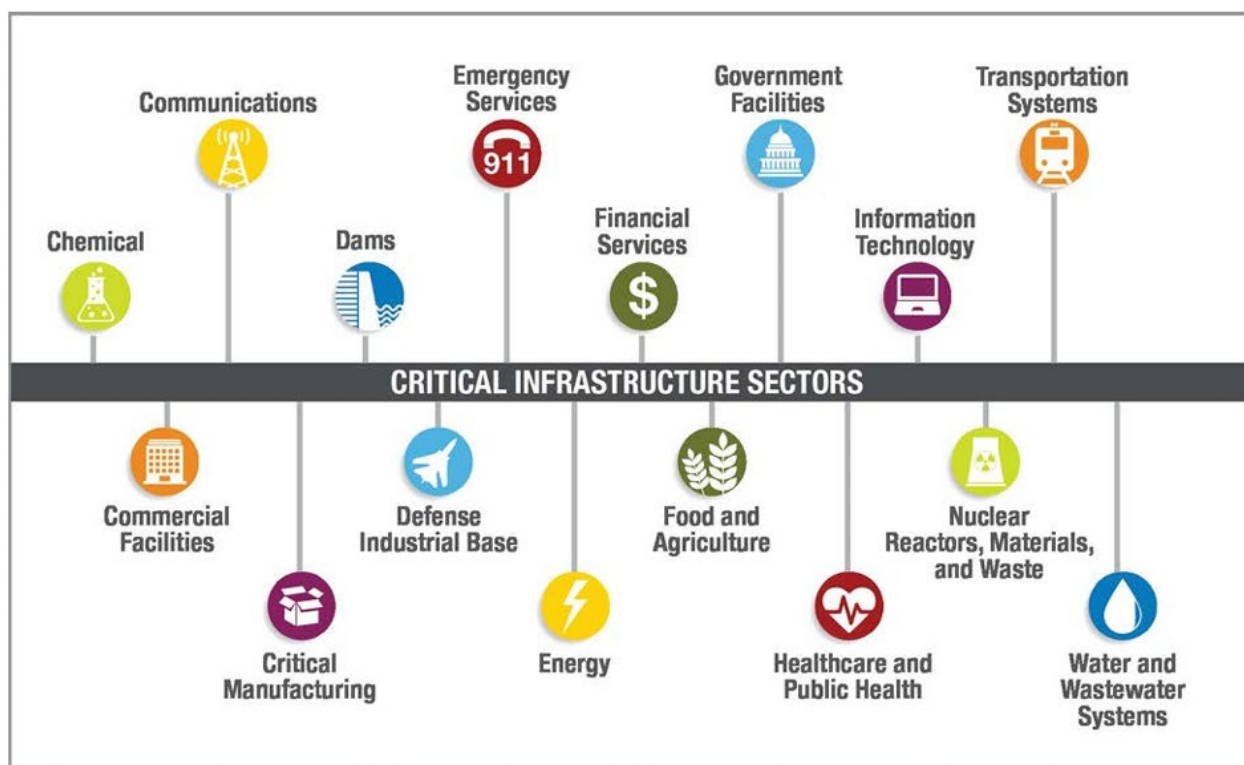 Communications
Emergency
Services
911
Government
Facilities
Transportation
Systems
Chemical
Dams
Financial
Services
$
Information
Technology
CRITICAL INFRASTRUCTURE SECTORS
Commercial
Facilities
Critical
Manufacturing
Defense
Industrial Base
Energy
Food and
Agriculture
Healthcare and
Public Health
Nuclear
Reactors, Materials,
and Waste
Water and
Wastewater
Systems